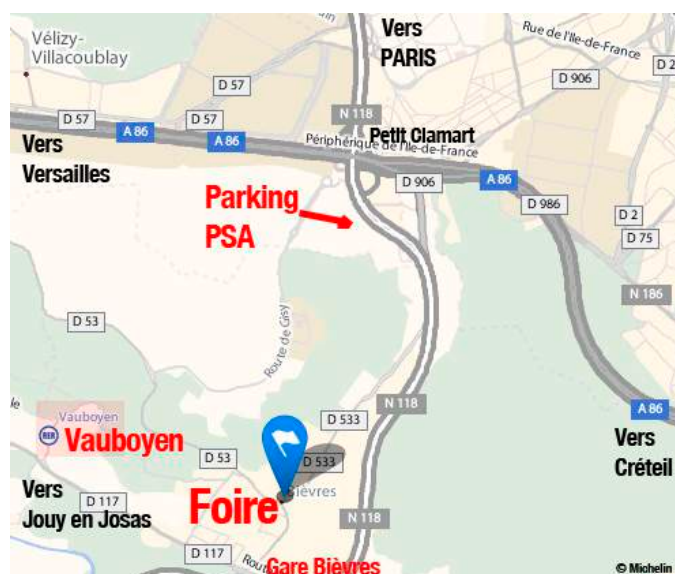 Vers
PARIS
Rue de l'Ile-de-France
Vélizy-
Villacoublay
D 57
D 906
D 2
N 118
D 57
D 57
A 86
A 86
Petit Clamart
Périphérique de l'Ile-de-France
Vers
Versailles
D 906
A 86
Parking
PSA
D 986
D 2
D 75
N 186
D 53
Route de Gisy
N 118
A 86
Vauboyen
RER
Vauboyen
D 533
Vers
Créteil
D 53
D 533
Vers
Jouy en Josas
D 117
Foire
Bièvres
N 118
D 117
Gare Bièvres
© Michelin